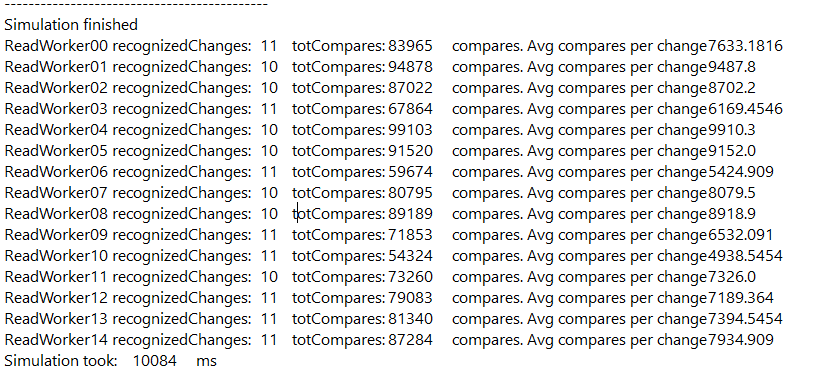 --------------------------------------------
Simulation finished
ReadWorker00 recognizedChanges: 11 totCompares: 83965 compares. Avg compares per change7633.1816
ReadWorker01 recognizedChanges: 10 totCompares: 94878 compares. Avg compares per change9487.8
ReadWorker02 recognizedChanges: 10 totCompares: 87022 compares. Avg compares per change8702.2
ReadWorker03 recognizedChanges: 11 totCompares: 67864 compares. Avg compares per change6169.4546
ReadWorker04 recognizedChanges: 10 totCompares: 99103 compares. Avg compares per change9910.3
ReadWorker05 recognizedChanges: 10 totCompares: 91520 compares. Avg compares per change9152.0
ReadWorker06 recognizedChanges: 11 totCompares: 59674 compares. Avg compares per change5424.909
ReadWorker07 recognizedChanges: 10 totCompares: 80795 compares. Avg compares per change8079.5
ReadWorker08 recognizedChanges: 10 totCompares: 89189 compares. Avg compares per change8918.9
ReadWorker09 recognizedChanges: 11 totCompares: 71853 compares. Avg compares per change6532.091
ReadWorker10 recognizedChanges: 11 totCompares: 54324 compares. Avg compares per change4938.5454
ReadWorker11 recognizedChanges: 10 totCompares: 73260 compares. Avg compares per change7326.0
ReadWorker12 recognizedChanges: 11 totCompares: 79083 compares. Avg compares per change7189.364
ReadWorker13 recognizedChanges: 11 totCompares: 81340 compares. Avg compares per change7394.5454
ReadWorker14 recognizedChanges: 11 totCompares: 87284 compares. Avg compares per change7934.909
Simulation took: 10084 ms